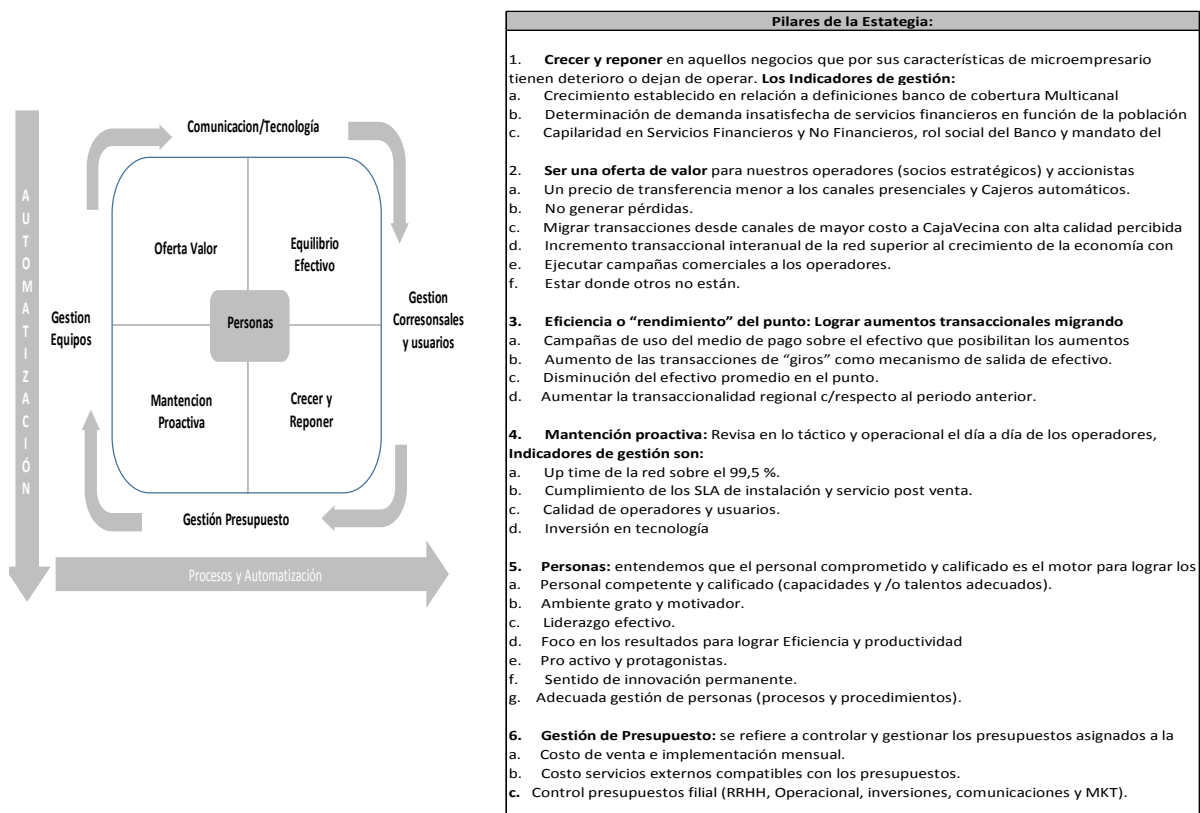 Comunicacion/Tecnología
AUTOMATIZACIÓN
Oferta Valor
Equilibrio
Efectivo
Personas
Gestion
Equipos
Gestion
Corresonsales
y usuarios
Mantencion
Proactiva
Crecer y
Reponer
Gestión Presupuesto
Procesos y Automatización
Pilares de la Estategia:
1. Crecer y reponer en aquellos negocios que por sus características de microempresario
tienen deterioro o dejan de operar. Los Indicadores de gestión:
a. Crecimiento establecido en relación a definiciones banco de cobertura Multicanal
b. Determinación de demanda insatisfecha de servicios financieros en función de la población
c. Capilaridad en Servicios Financieros y No Financieros, rol social del Banco y mandato del
2. Ser una oferta de valor para nuestros operadores (socios estratégicos) y accionistas
a. Un precio de transferencia menor a los canales presenciales y Cajeros automáticos.
b. No generar pérdidas.
c. Migrar transacciones desde canales de mayor costo a CajaVecina con alta calidad percibida
d. Incremento transaccional interanual de la red superior al crecimiento de la economía con
e. Ejecutar campañas comerciales a los operadores.
f. Estar donde otros no están.
3. Eficiencia o “rendimiento” del punto: Lograr aumentos transaccionales migrando
a. Campañas de uso del medio de pago sobre el efectivo que posibilitan los aumentos
b. Aumento de las transacciones de “giros” como mecanismo de salida de efectivo.
c. Disminución del efectivo promedio en el punto.
d. Aumentar la transaccionalidad regional c/respecto al periodo anterior.
4. Mantención proactiva: Revisa en lo táctico y operacional el día a día de los operadores,
Indicadores de gestión son:
a. Up time de la red sobre el 99,5 %.
b. Cumplimiento de los SLA de instalación y servicio post venta.
c. Calidad de operadores y usuarios.
d. Inversión en tecnología
5. Personas: entendemos que el personal comprometido y calificado es el motor para lograr los
a. Personal competente y calificado (capacidades y /o talentos adecuados).
b. Ambiente grato y motivador.
c. Liderazgo efectivo.
d. Foco en los resultados para lograr Eficiencia y productividad
e. Pro activo y protagonistas.
f. Sentido de innovación permanente.
g. Adecuada gestión de personas (procesos y procedimientos).
6. Gestión de Presupuesto: se refiere a controlar y gestionar los presupuestos asignados a la
a. Costo de venta e implementación mensual.
b. Costo servicios externos compatibles con los presupuestos.
c. Control presupuestos filial (RRHH, Operacional, inversiones, comunicaciones y MKT).